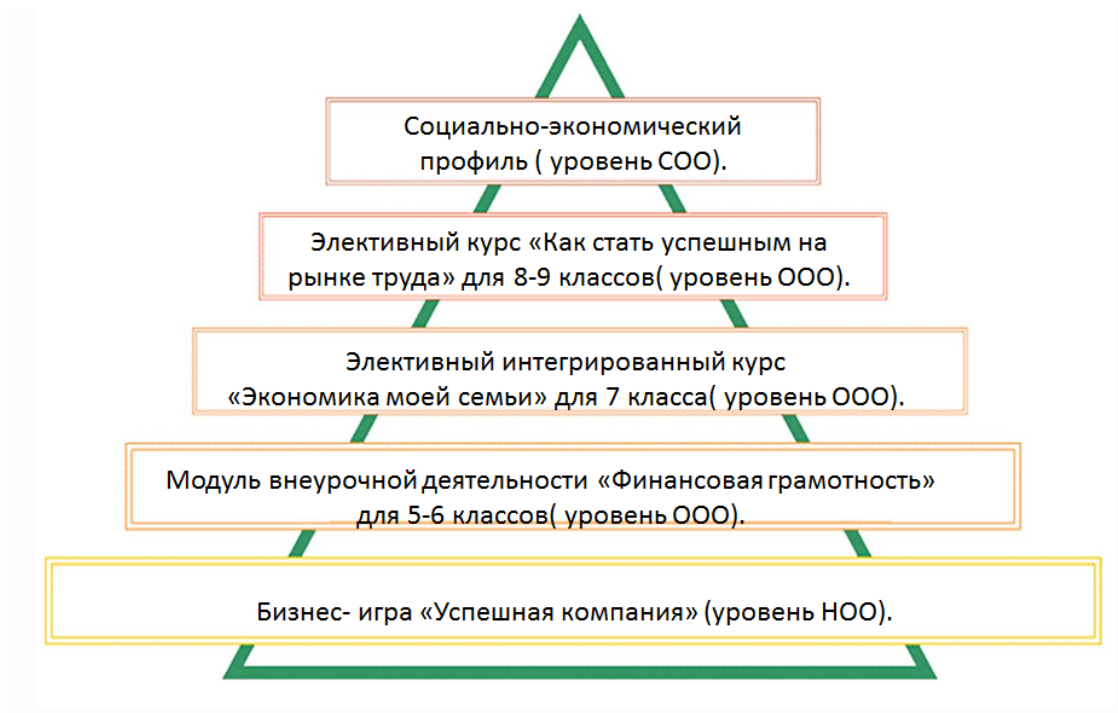 Социально-экономический
профиль ( уровень СОО).
Элективный курс «Как стать успешным на
рынке труда» для 8-9 классов( уровень ООО).
Элективный интегрированный курс
«Экономика моей семьи» для 7 класса( уровень ООО).
Модуль внеурочной деятельности «Финансовая грамотность»
для 5-6 классов( уровень ООО).
Бизнес- игра «Успешная компания» (уровень НОО).